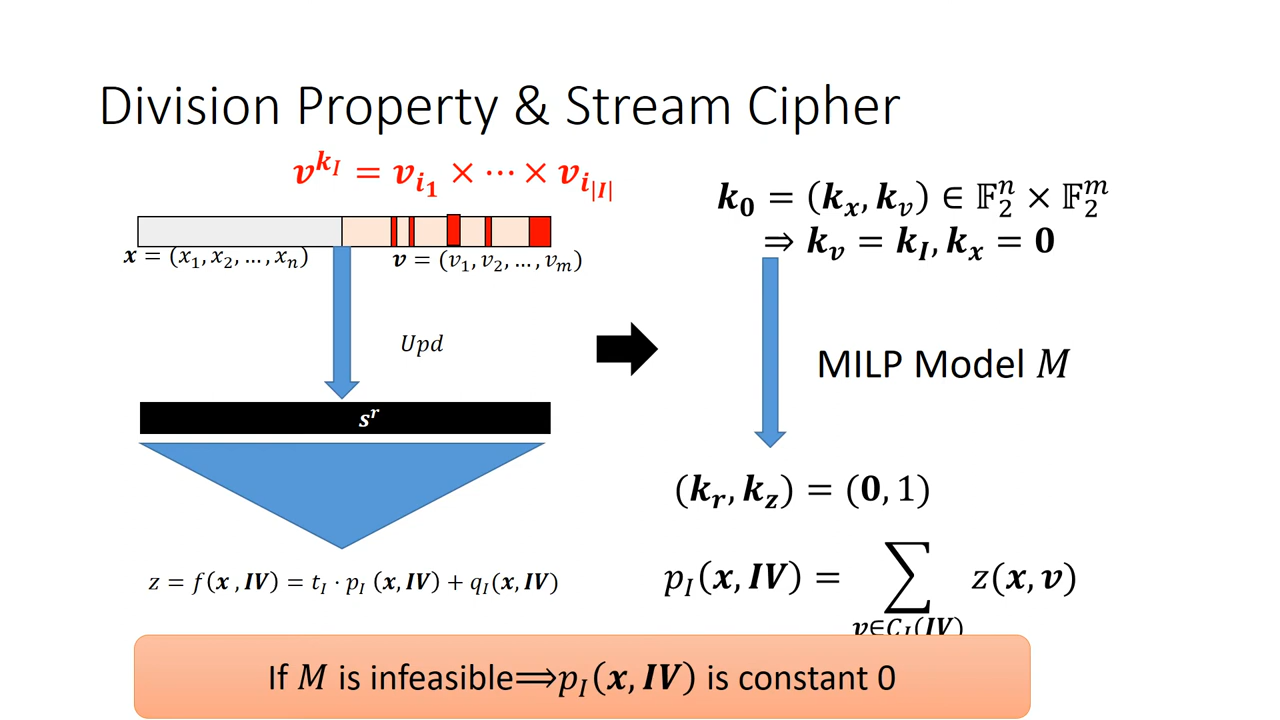 Division Property & Stream Cipher
𝒗^{𝒌_I} = 𝒗_{i_1} × ⋯ × 𝒗_{i_{|I|}}
𝒙 = (x_1, x_2, …, x_n)
𝒗 = (v_1, v_2, …, v_m)
Upd
𝒔^𝒓
z = f(𝒙, 𝑰𝑽) = t_I · p_I (𝒙, 𝑰𝑽) + q_I(𝒙, 𝑰𝑽)
𝒌_𝟎 = (𝒌_𝒙, 𝒌_v) ∈ 𝔽_2^n × 𝔽_2^m
⇒ 𝒌_v = 𝒌_I, 𝒌_x = 𝟎
MILP Model M
(𝒌_𝒓, 𝒌_𝒛) = (𝟎, 1)
p_I(𝒙, 𝑰𝑽) = ∑_{𝒗∈C_I(𝑰𝑽)} z(𝒙, 𝒗)
If M is infeasible⟹p_I(𝒙, 𝑰𝑽) is constant 0